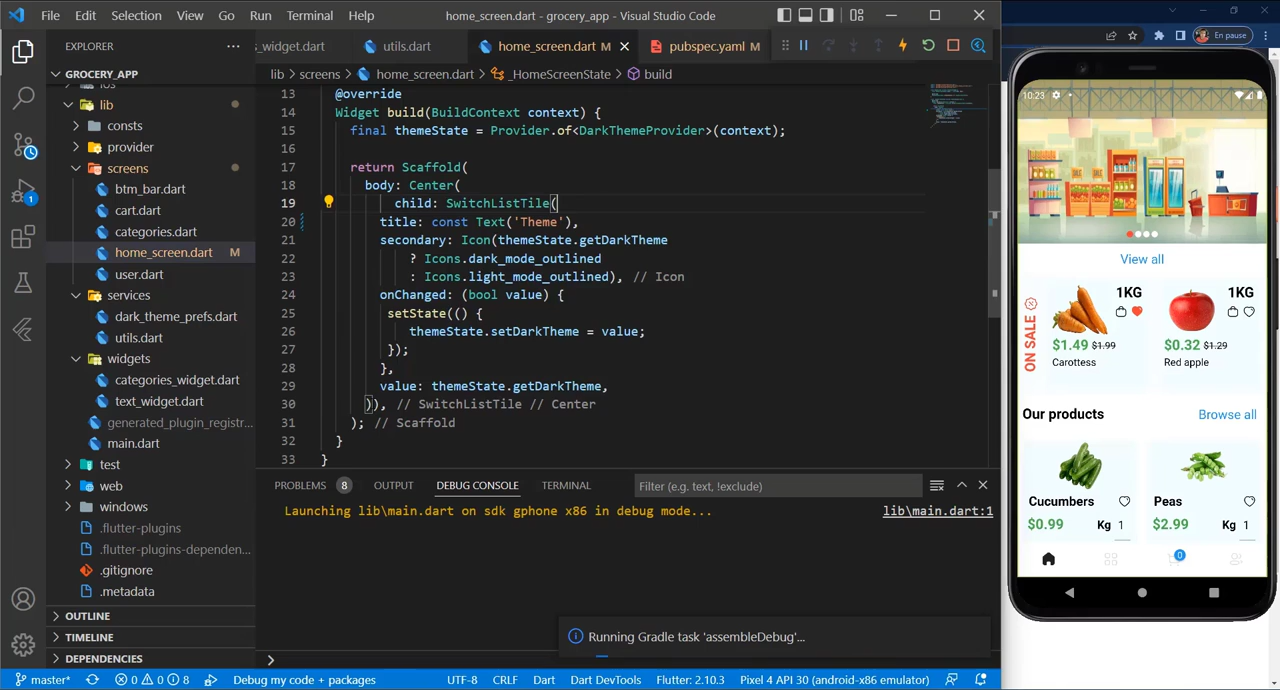 File Edit Selection View Go Run Terminal Help
home_screen.dart - grocery_app - Visual Studio Code
En pause
EXPLORER
s_widget.dart
utils.dart
home_screen.dart M
pubspec.yaml M
GROCERY_APP
lib > screens > home_screen.dart > _HomeScreenState > build
ios
lib
consts
provider
screens
btm_bar.dart
cart.dart
categories.dart
home_screen.dart M
user.dart
services
dark_theme_prefs.dart
utils.dart
widgets
categories_widget.dart
text_widget.dart
generated_plugin_registr...
main.dart
test
web
windows
.flutter-plugins
.flutter-plugins-dependen...
.gitignore
.metadata
OUTLINE
TIMELINE
DEPENDENCIES
1
13 @override
14 Widget build(BuildContext context) {
15 final themeState = Provider.of<DarkThemeProvider>(context);
16
17 return Scaffold(
18 body: Center(
19 child: SwitchListTile(
20 title: const Text('Theme'),
21 secondary: Icon(themeState.getDarkTheme
22 ? Icons.dark_mode_outlined
23 : Icons.light_mode_outlined), // Icon
24 onChanged: (bool value) {
25 setState(() {
26 themeState.setDarkTheme = value;
27 });
28 },
29 value: themeState.getDarkTheme,
30 )), // SwitchListTile // Center
31 ); // Scaffold
32 }
33 }
PROBLEMS 8 OUTPUT DEBUG CONSOLE TERMINAL
Filter (e.g. text, !exclude)
Launching lib\main.dart on sdk gphone x86 in debug mode...
lib\main.dart:1
Running Gradle task 'assembleDebug'...
master* 0 0 8 Debug my code + packages
UTF-8 CRLF Dart Dart DevTools Flutter: 2.10.3 Pixel 4 API 30 (android-x86 emulator)
10:23
View all
ON SALE
1KG
$1.49 $1.99
Carottess
1KG
$0.32 $1.29
Red apple
Our products
Browse all
Cucumbers
$0.99 Kg 1
Peas
$2.99 Kg 1
0